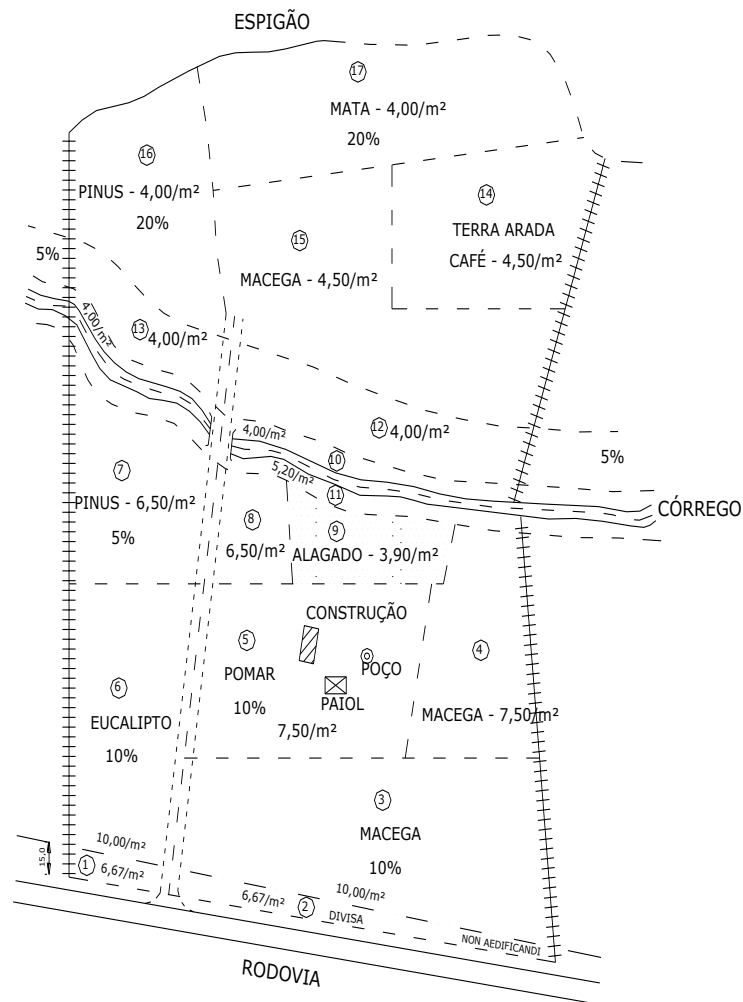 ESPIGÃO
17
MATA - 4,00/m²
20%
16
PINUS - 4,00/m²
20%
14
TERRA ARADA
CAFÉ - 4,50/m²
15
MACEGA - 4,50/m²
5%
4,00/m²
13
4,00/m²
12
4,00/m²
4,00/m²
5%
10
5,20/m²
11
CÓRREGO
7
PINUS - 6,50/m²
5%
8
6,50/m²
9
ALAGADO - 3,90/m²
CONSTRUÇÃO
5
POMAR
10%
POÇO
PAIOL
7,50/m²
4
MACEGA - 7,50/m²
6
EUCALIPTO
10%
3
MACEGA
10%
15,0
10,00/m²
1
6,67/m²
10,00/m²
6,67/m²
2
DIVISA
NON AEDIFICANDI
RODOVIA